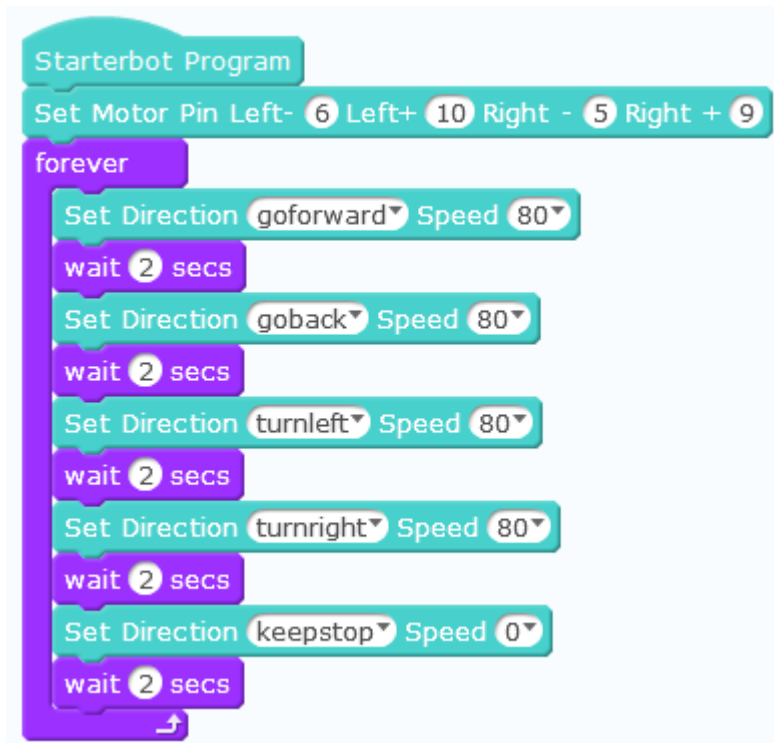 Starterbot Program
Set Motor Pin Left- 6 Left+ 10 Right - 5 Right + 9
forever
Set Direction goforward Speed 80
wait 2 secs
Set Direction goback Speed 80
wait 2 secs
Set Direction turnleft Speed 80
wait 2 secs
Set Direction turnright Speed 80
wait 2 secs
Set Direction keepstop Speed 0
wait 2 secs